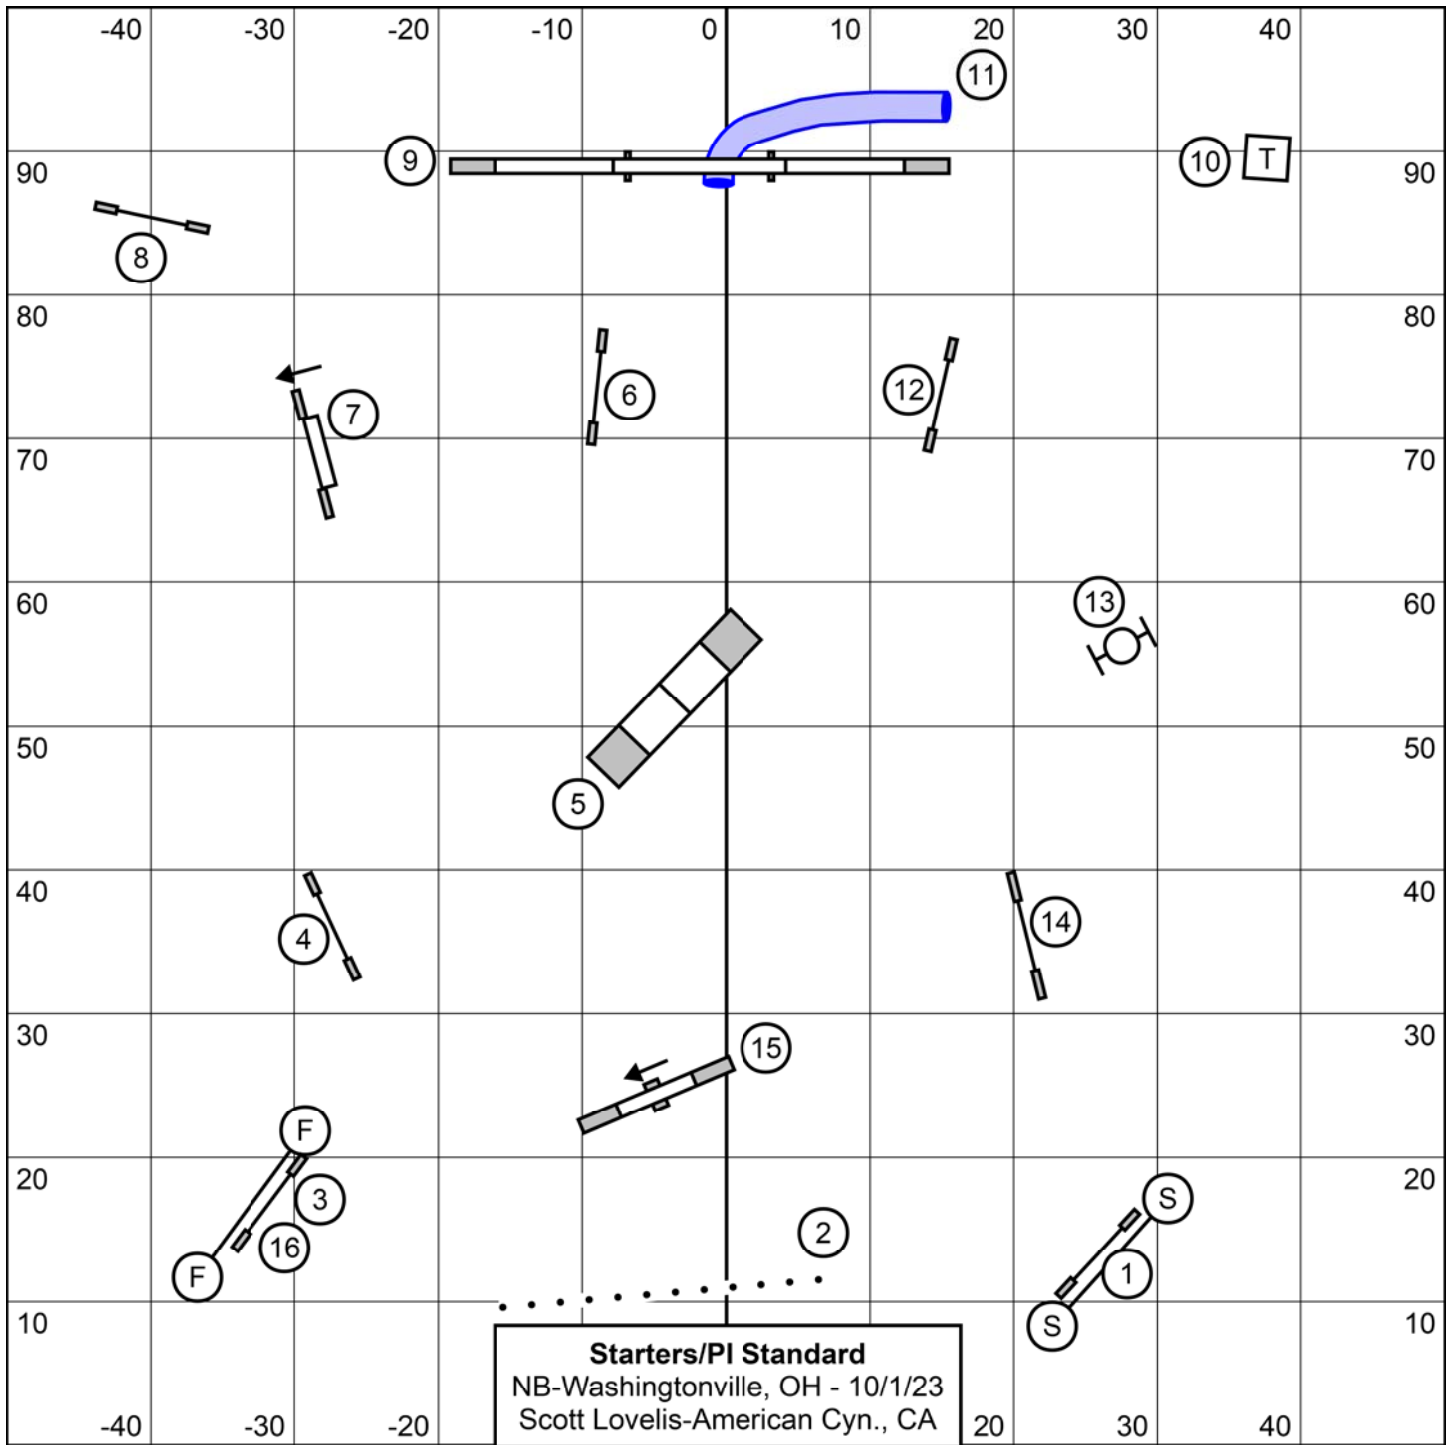 -40 -30 -20 -10 0 10 20 30 40
11
9
10 T
90 90
8
80 80
7
6
12
70 70
13
60 60
50 50
5
40 40
4
14
30 30
15
F
3
20 20
S
16
2
F
1
S
10 10
Starters/PI Standard
NB-Washingtonville, OH - 10/1/23
Scott Lovelis-American Cyn., CA
-40 -30 -20 20 30 40